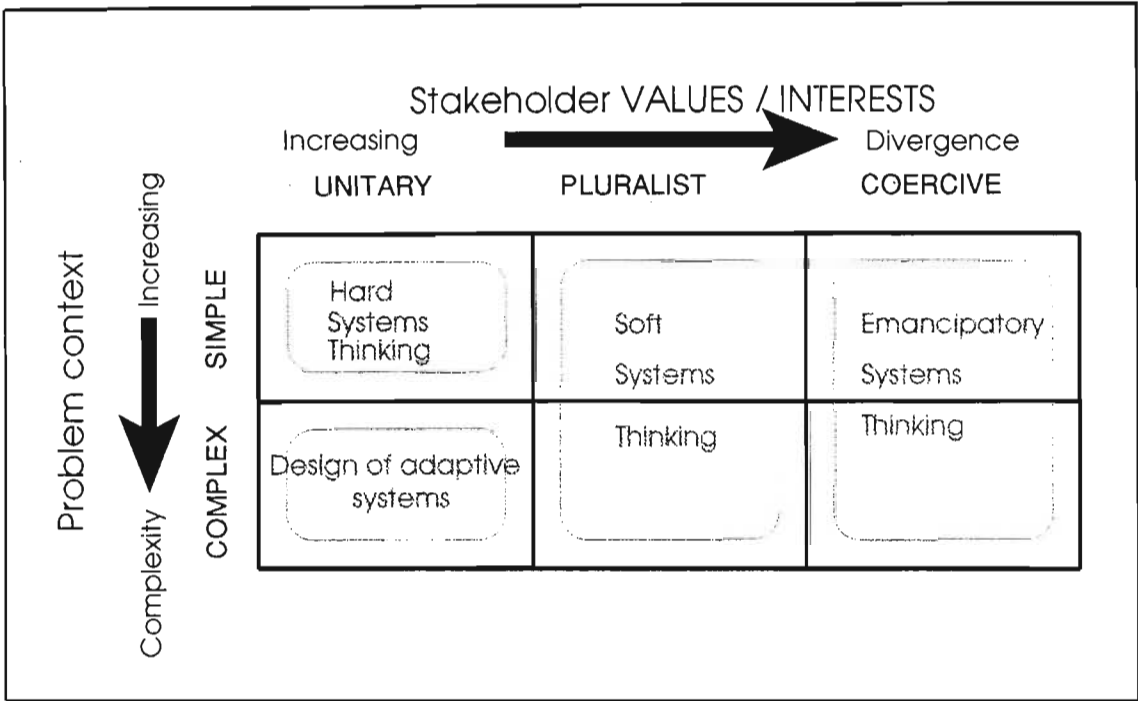 Stakeholder VALUES / INTERESTS
Increasing
Divergence
UNITARY
PLURALIST
COERCIVE
Problem context
Increasing
Complexity
SIMPLE
COMPLEX
Hard
Systems
Thinking
Soft
Systems
Thinking
Emancipatory
Systems
Thinking
Design of adaptive
systems